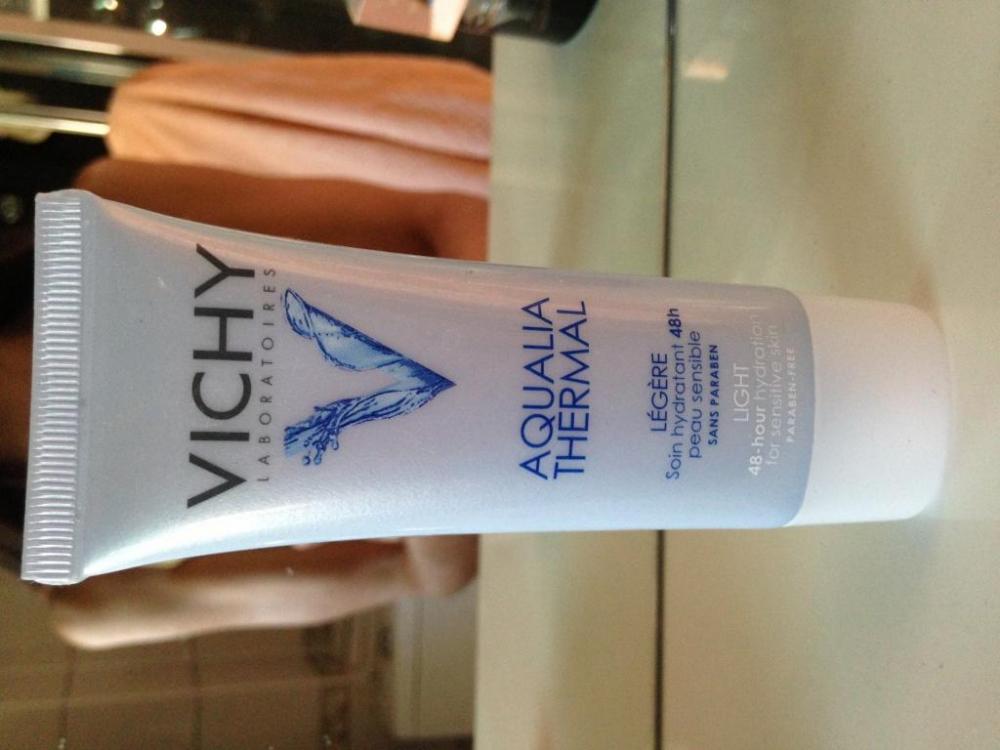 VICHY
LABORATOIRES
AQUALIA
THERMAL
LÉGÈRE
Soin hydratant 48h
peau sensible
SANS PARABEN
LIGHT
48-hour hydration
for sensitive skin
PARABEN-FREE